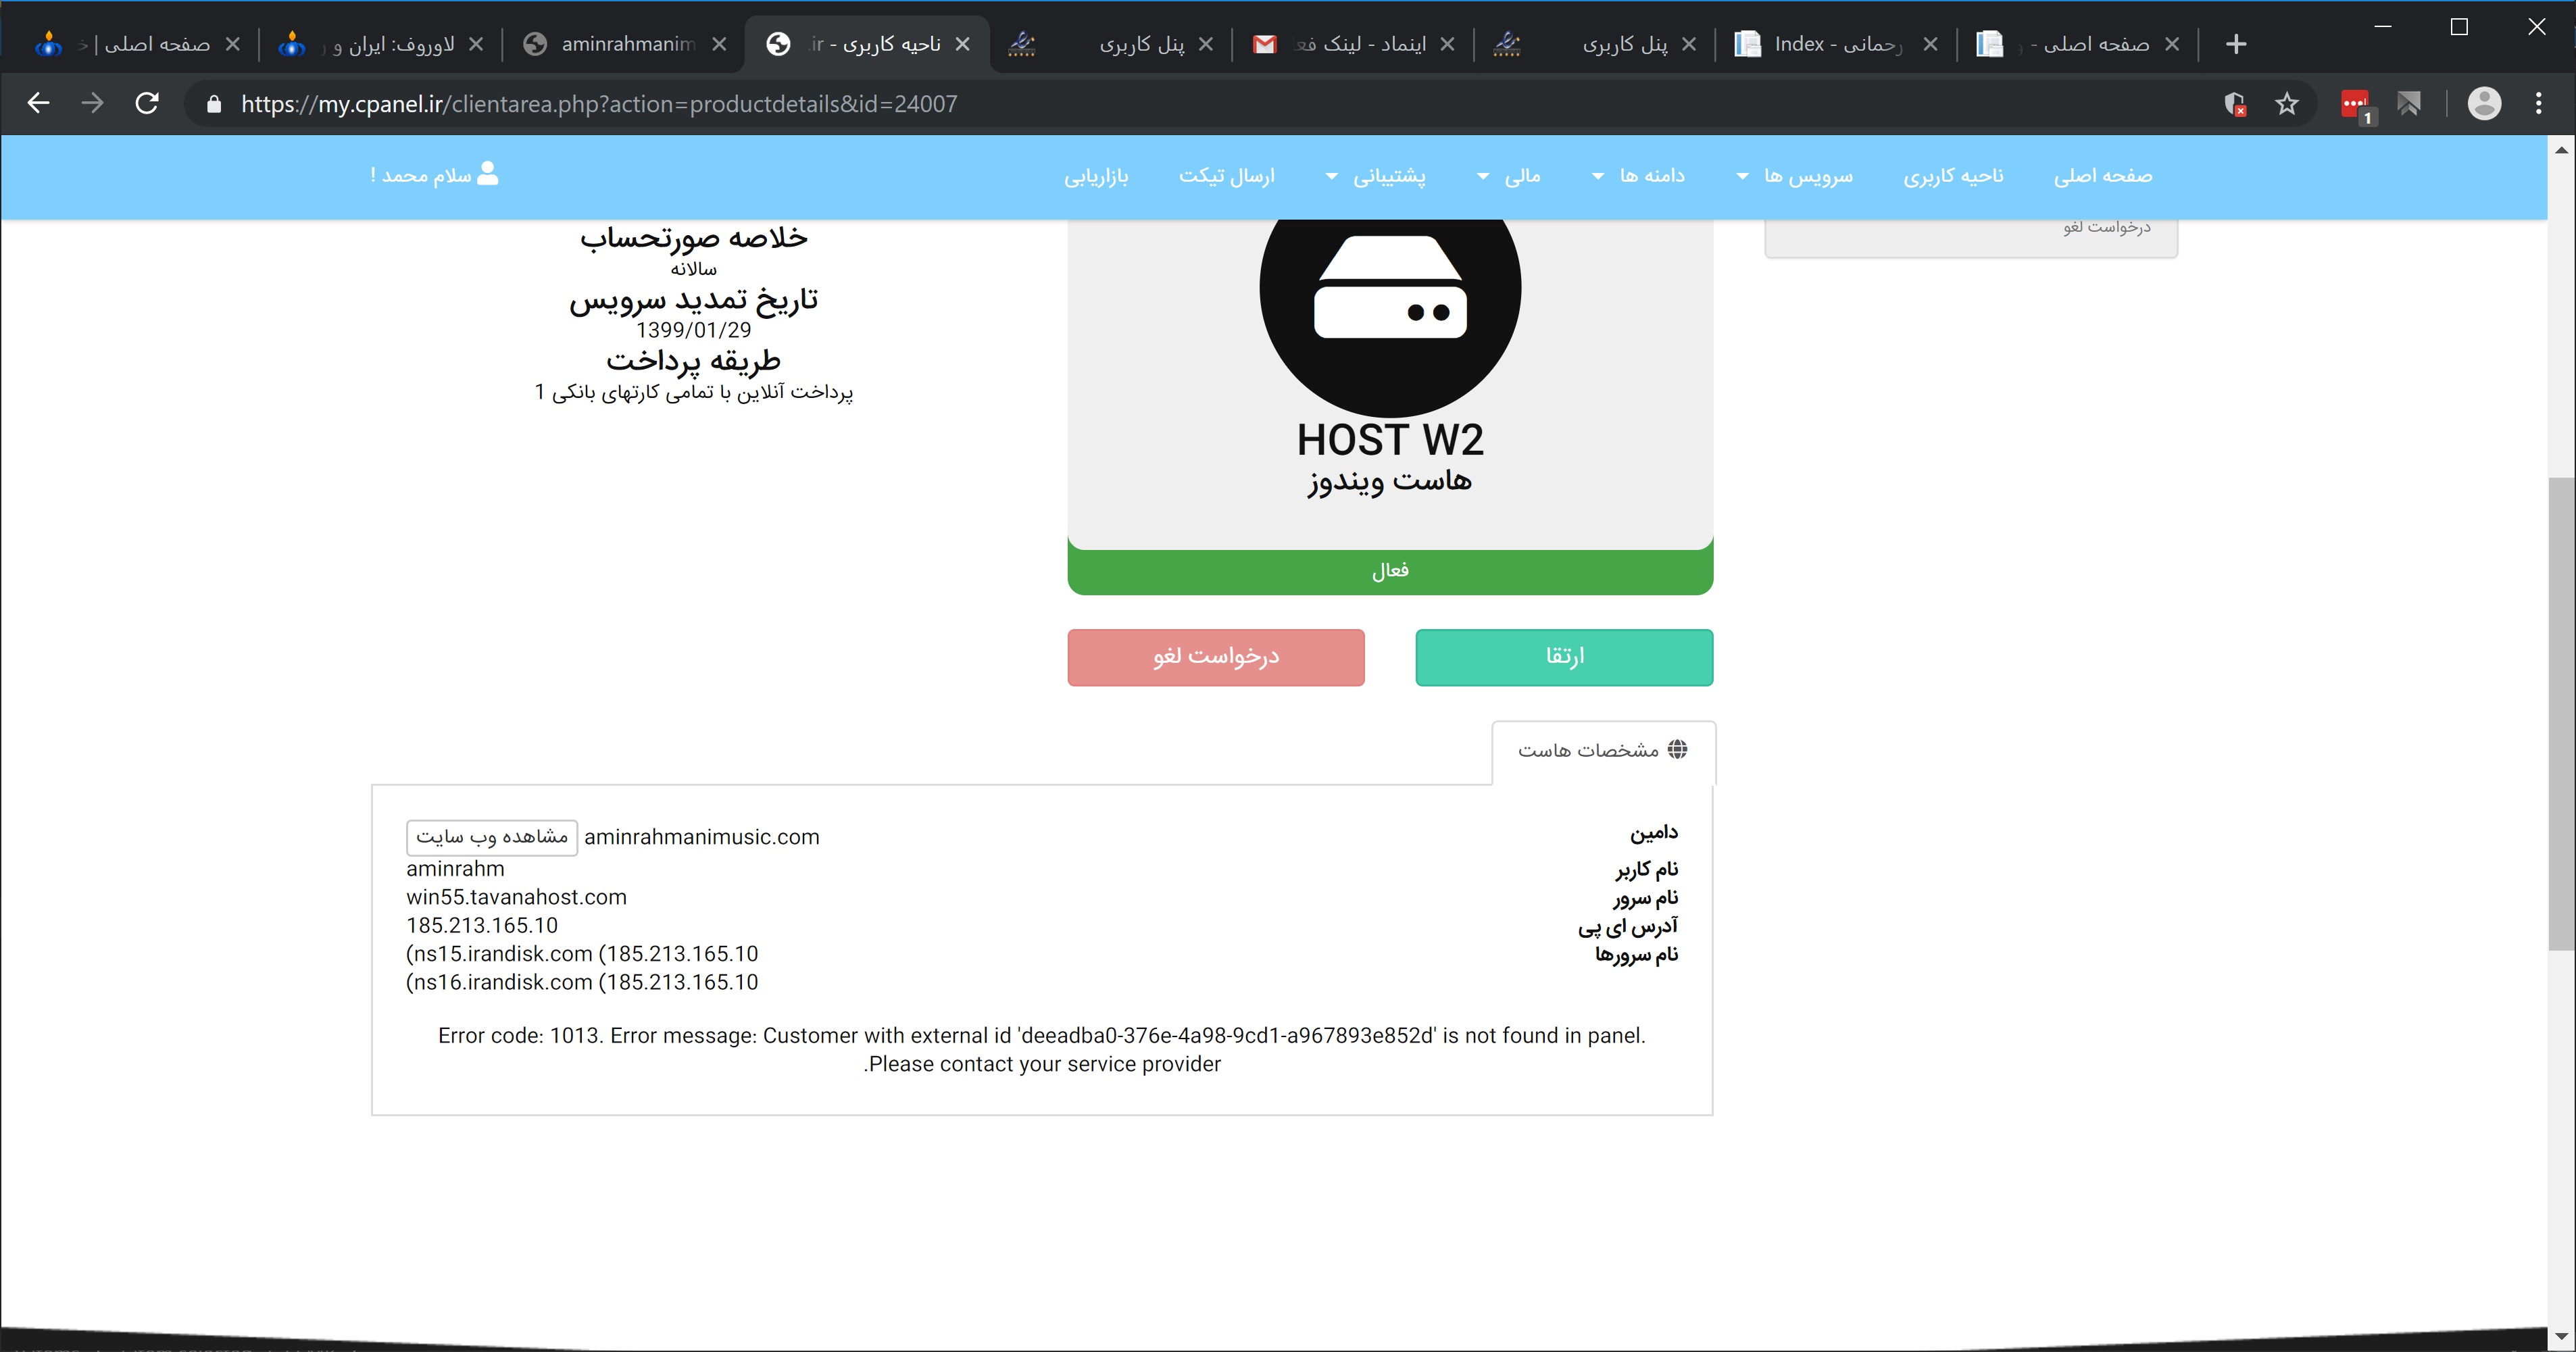 صفحه اصلی | خ
لاوروف: ایران و ر
aminrahmanim
ناحیه کاربری - ir.
پنل کاربری
اینماد - لینک فعا
پنل کاربری
Index - رحمانی
صفحه اصلی -
https://my.cpanel.ir/clientarea.php?action=productdetails&id=24007
1
صفحه اصلی ناحیه کاربری سرویس ها دامنه ها مالی پشتیبانی ارسال تیکت بازاریابی سلام محمد !
درخواست لغو
HOST W2
هاست ویندوز
فعال
ارتقا
درخواست لغو
خلاصه صورتحساب
سالانه
تاریخ تمدید سرویس
1399/01/29
طریقه پرداخت
پرداخت آنلاین با تمامی کارتهای بانکی 1
مشخصات هاست
دامین aminrahmanimusic.com مشاهده وب سایت
نام کاربر aminrahm
نام سرور win55.tavanahost.com
آدرس ای پی 185.213.165.10
نام سرورها (ns15.irandisk.com (185.213.165.10
(ns16.irandisk.com (185.213.165.10
Error code: 1013. Error message: Customer with external id 'deeadba0-376e-4a98-9cd1-a967893e852d' is not found in panel.
.Please contact your service provider